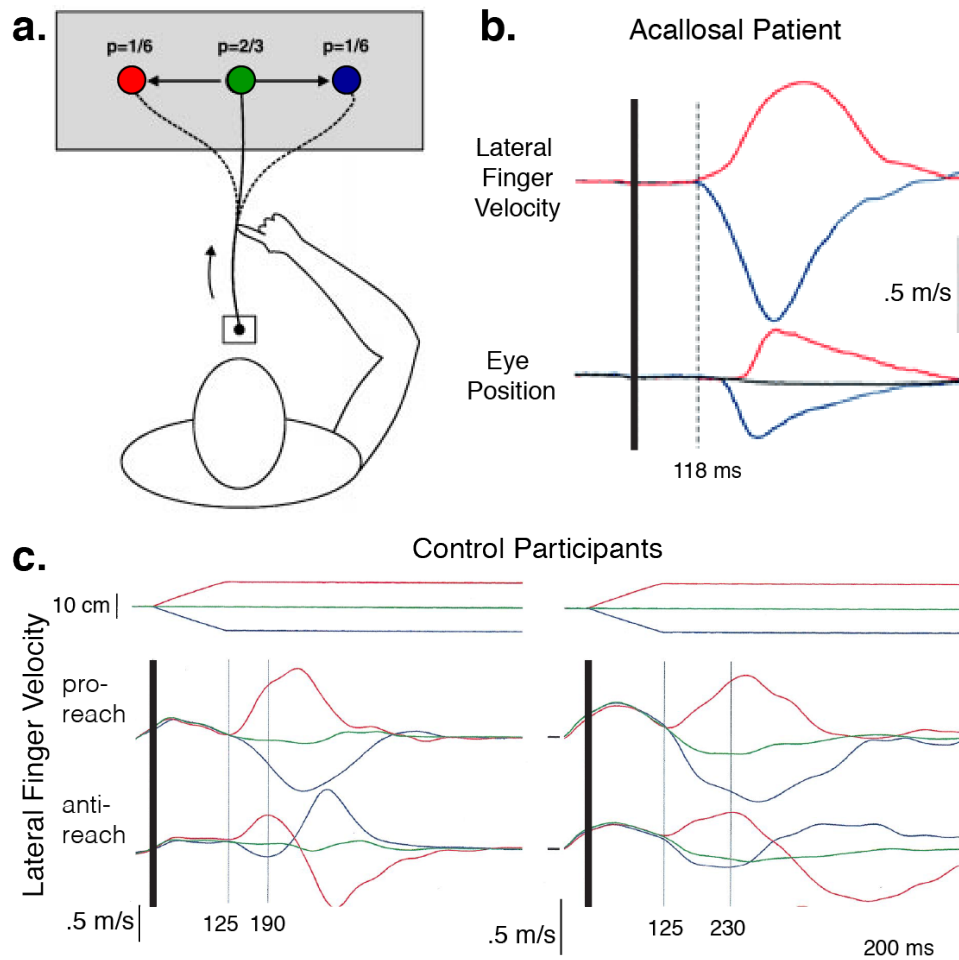 a.
p=1/6 p=2/3 p=1/6
b.
Acallosal Patient
Lateral
Finger
Velocity
.5 m/s
Eye
Position
118 ms
c.
Control Participants
10 cm
Lateral Finger Velocity
pro-
reach
anti-
reach
.5 m/s
125 190
.5 m/s
125 230
200 ms